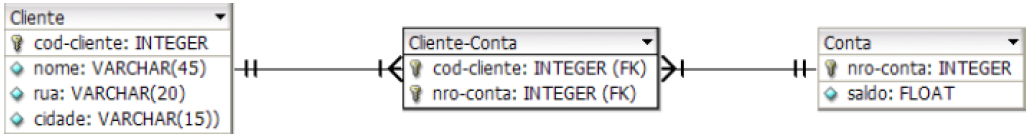 Cliente
cod-cliente: INTEGER
nome: VARCHAR(45)
rua: VARCHAR(20)
cidade: VARCHAR(15))
Cliente-Conta
cod-cliente: INTEGER (FK)
nro-conta: INTEGER (FK)
Conta
nro-conta: INTEGER
saldo: FLOAT